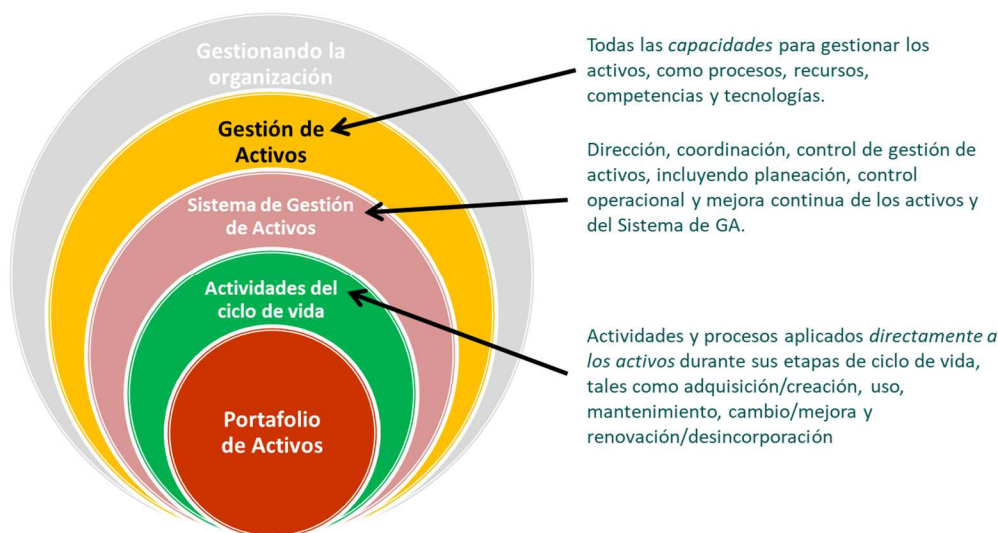 Gestionando la
organización
Gestión de
Activos
Sistema de Gestión
de Activos
Actividades del
ciclo de vida
Portafolio
de Activos
Todas las capacidades para gestionar los
activos, como procesos, recursos,
competencias y tecnologías.
Dirección, coordinación, control de gestión de
activos, incluyendo planeación, control
operacional y mejora continua de los activos y
del Sistema de GA.
Actividades y procesos aplicados directamente a
los activos durante sus etapas de ciclo de vida,
tales como adquisición/creación, uso,
mantenimiento, cambio/mejora y
renovación/desincorporación